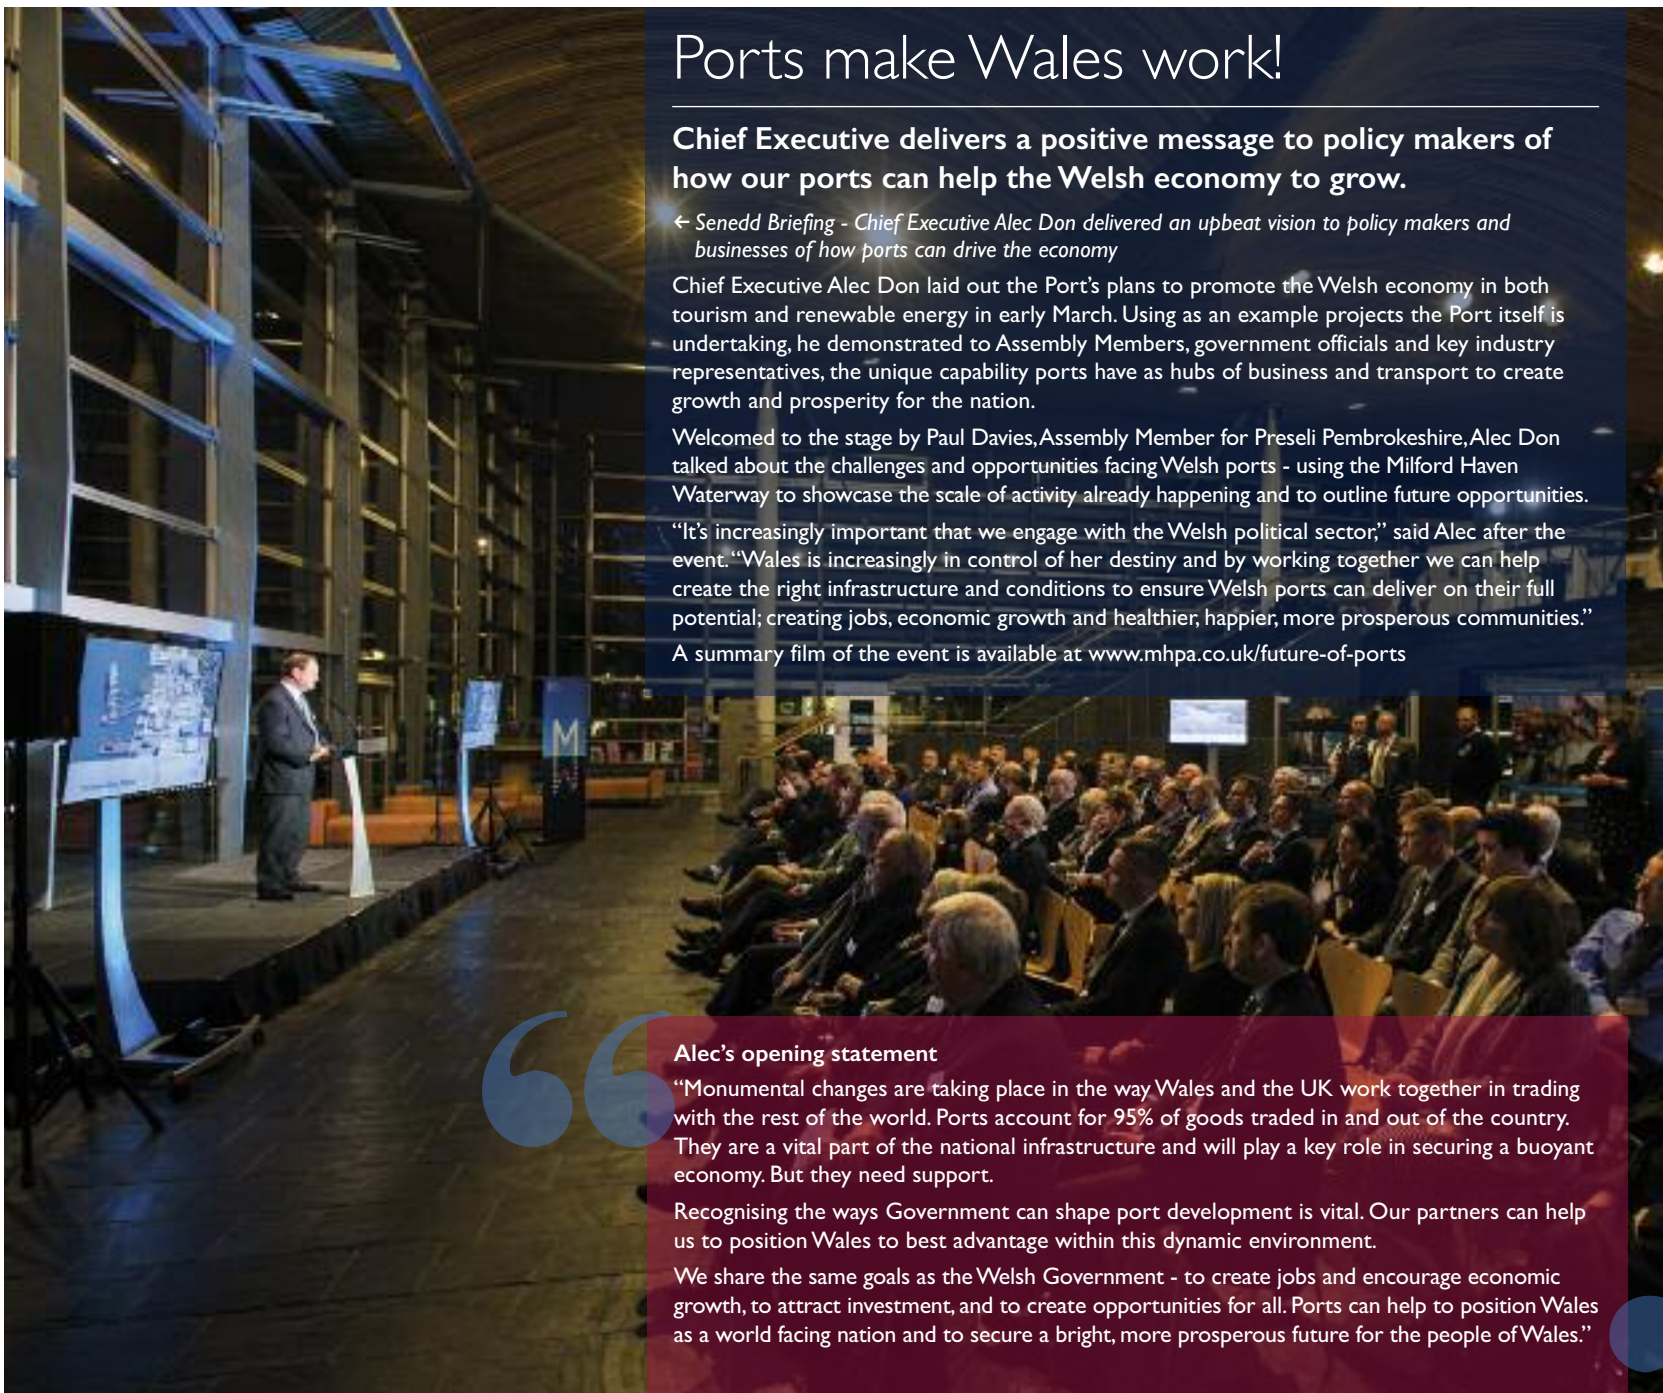 Ports make Wales work!
Chief Executive delivers a positive message to policy makers of
how our ports can help the Welsh economy to grow.
← Senedd Briefing - Chief Executive Alec Don delivered an upbeat vision to policy makers and
businesses of how ports can drive the economy
Chief Executive Alec Don laid out the Port’s plans to promote the Welsh economy in both
tourism and renewable energy in early March. Using as an example projects the Port itself is
undertaking, he demonstrated to Assembly Members, government officials and key industry
representatives, the unique capability ports have as hubs of business and transport to create
growth and prosperity for the nation.
Welcomed to the stage by Paul Davies, Assembly Member for Preseli Pembrokeshire, Alec Don
talked about the challenges and opportunities facing Welsh ports - using the Milford Haven
Waterway to showcase the scale of activity already happening and to outline future opportunities.
“It’s increasingly important that we engage with the Welsh political sector,” said Alec after the
event. “Wales is increasingly in control of her destiny and by working together we can help
create the right infrastructure and conditions to ensure Welsh ports can deliver on their full
potential; creating jobs, economic growth and healthier, happier, more prosperous communities.”
A summary film of the event is available at www.mhpa.co.uk/future-of-ports
M
“
Alec’s opening statement
“Monumental changes are taking place in the way Wales and the UK work together in trading
with the rest of the world. Ports account for 95% of goods traded in and out of the country.
They are a vital part of the national infrastructure and will play a key role in securing a buoyant
economy. But they need support.
Recognising the ways Government can shape port development is vital. Our partners can help
us to position Wales to best advantage within this dynamic environment.
We share the same goals as the Welsh Government - to create jobs and encourage economic
growth, to attract investment, and to create opportunities for all. Ports can help to position Wales
as a world facing nation and to secure a bright, more prosperous future for the people of Wales.”